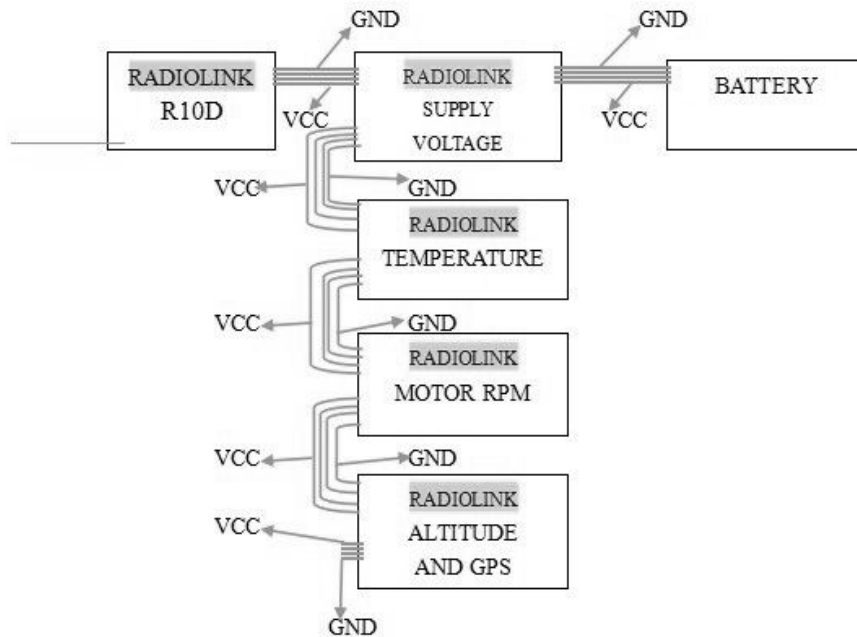 GND
GND
RADIOLINK
R10D
VCC
RADIOLINK
SUPPLY
VOLTAGE
VCC
BATTERY
VCC
GND
RADIOLINK
TEMPERATURE
VCC
GND
RADIOLINK
MOTOR RPM
VCC
GND
RADIOLINK
ALTITUDE
AND GPS
VCC
GND